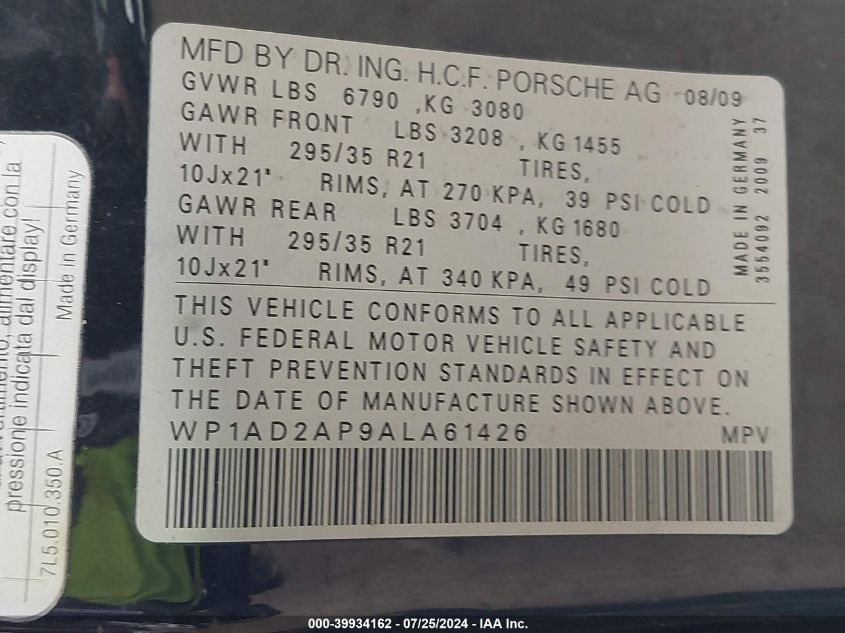 MFD BY DR. ING. H.C.F. PORSCHE AG 08/09
GVWR LBS 6790 , KG 3080
GAWR FRONT LBS 3208 , KG 1455
WITH 295/35 R21 TIRES,
10Jx21" RIMS, AT 270 KPA, 39 PSI COLD
GAWR REAR LBS 3704 , KG 1680
WITH 295/35 R21 TIRES,
10Jx21" RIMS, AT 340 KPA, 49 PSI COLD
MADE IN GERMANY
3554092 2009 37
THIS VEHICLE CONFORMS TO ALL APPLICABLE
U.S. FEDERAL MOTOR VEHICLE SAFETY AND
THEFT PREVENTION STANDARDS IN EFFECT ON
THE DATE OF MANUFACTURE SHOWN ABOVE.
WP1AD2AP9ALA61426 MPV
alimentare con la
pressione indicata dal display!
Made in Germany
7L5.010.350.A
000-39934162 - 07/25/2024 - IAA Inc.